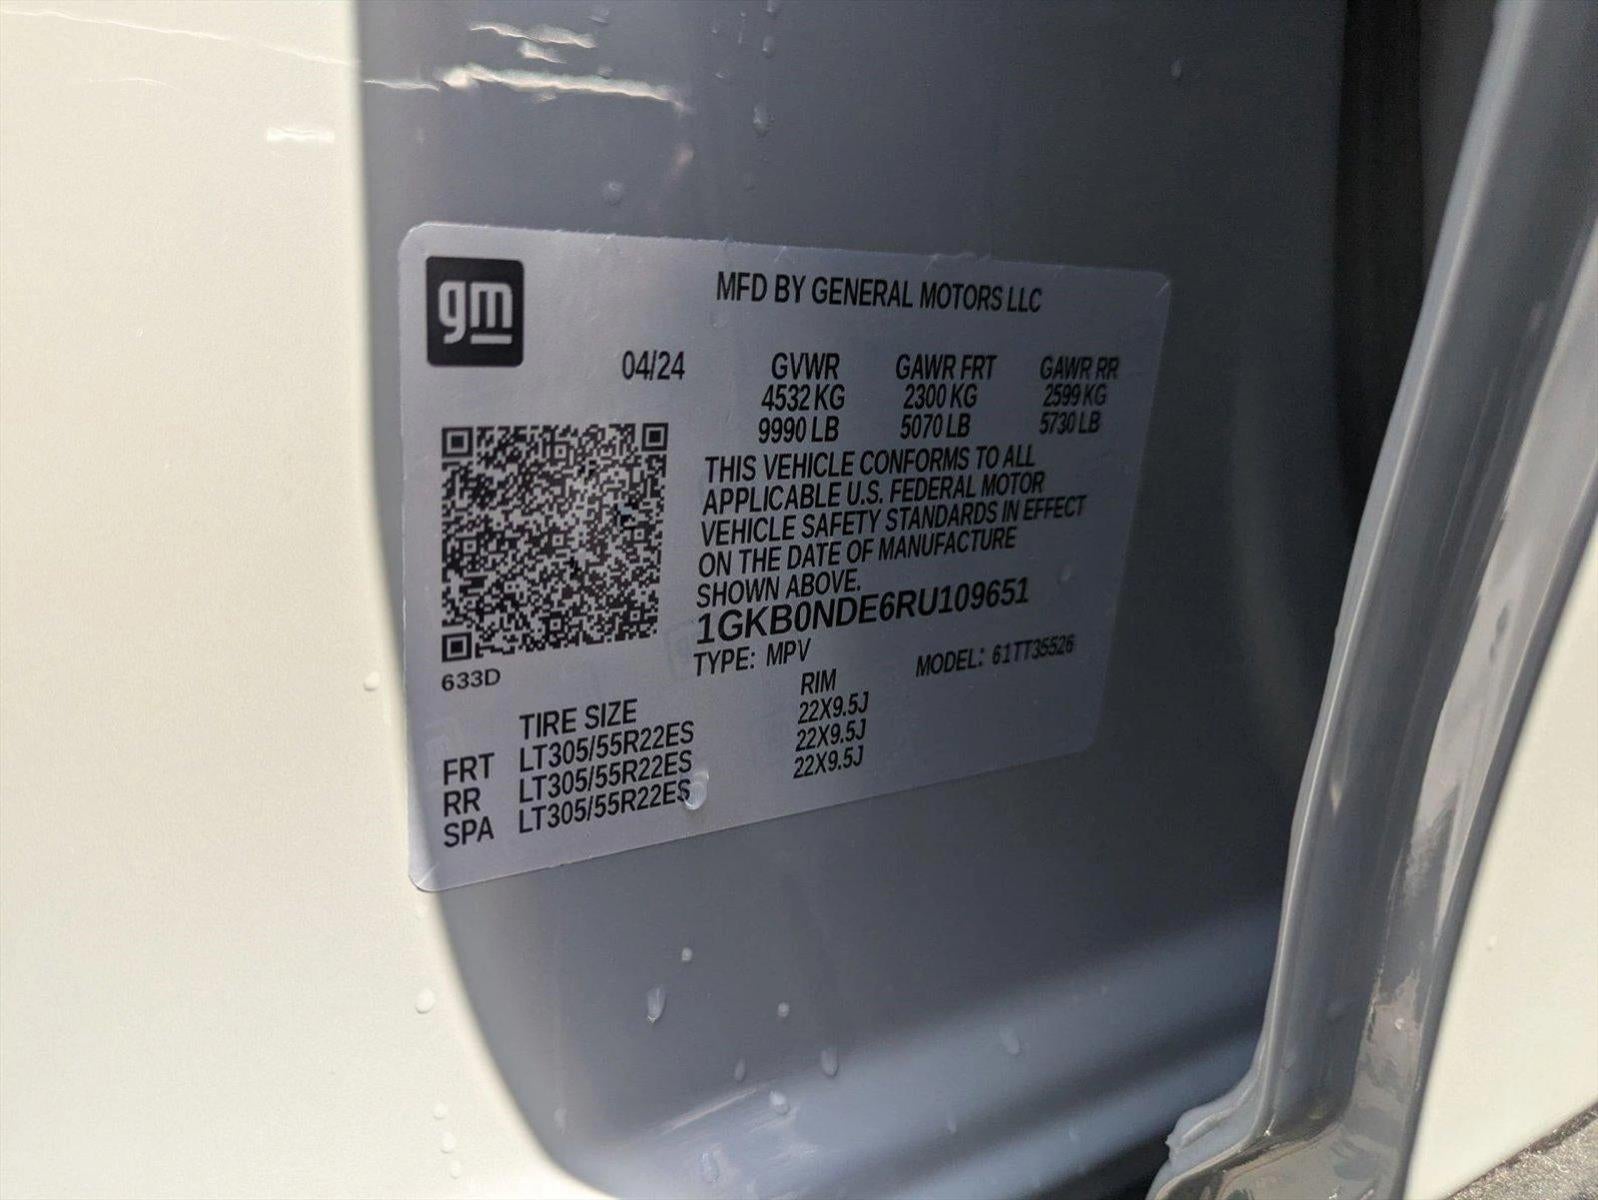 gm
MFD BY GENERAL MOTORS LLC
04/24 GVWR GAWR FRT GAWR RR
4532 KG 2300 KG 2599 KG
9990 LB 5070 LB 5730 LB
THIS VEHICLE CONFORMS TO ALL
APPLICABLE U.S. FEDERAL MOTOR
VEHICLE SAFETY STANDARDS IN EFFECT
ON THE DATE OF MANUFACTURE
SHOWN ABOVE.
1GKB0NDE6RU109651
TYPE: MPV MODEL: 61TT35526
633D
TIRE SIZE RIM
FRT LT305/55R22ES 22X9.5J
RR LT305/55R22ES 22X9.5J
SPA LT305/55R22ES 22X9.5J